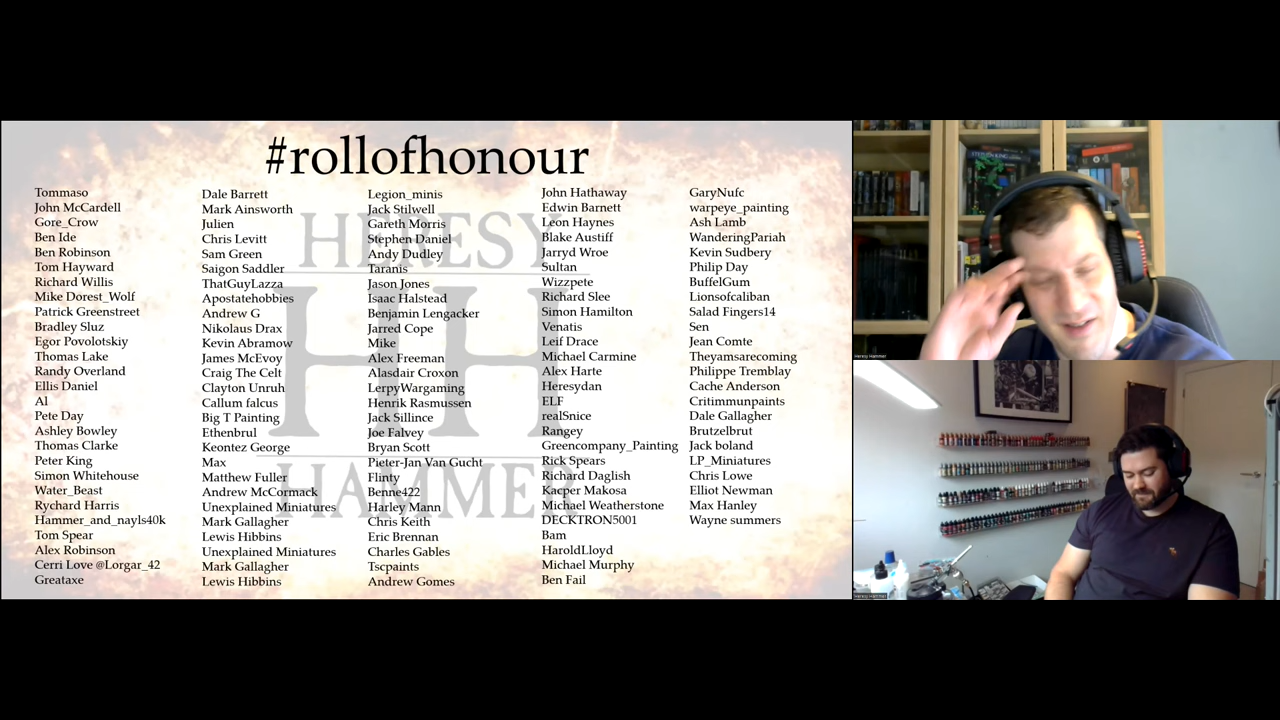 #rollofhonour
Tommaso
John McCardell
Gore_Crow
Ben Ide
Ben Robinson
Tom Hayward
Richard Willis
Mike Dorest_Wolf
Patrick Greenstreet
Bradley Sluz
Egor Povolotskiy
Thomas Lake
Randy Overland
Ellis Daniel
Al
Pete Day
Ashley Bowley
Thomas Clarke
Peter King
Simon Whitehouse
Water_Beast
Rychard Harris
Hammer_and_nayls40k
Tom Spear
Alex Robinson
Cerri Love @Lorgar_42
Greataxe
Dale Barrett
Mark Ainsworth
Julien
Chris Levitt
Sam Green
Saigon Saddler
ThatGuyLazza
Apostatehobbies
Andrew G
Nikolaus Drax
Kevin Abramow
James McEvoy
Craig The Celt
Clayton Unruh
Callum falcus
Big T Painting
Ethenbrul
Keontez George
Max
Matthew Fuller
Andrew McCormack
Unexplained Miniatures
Mark Gallagher
Lewis Hibbins
Unexplained Miniatures
Mark Gallagher
Lewis Hibbins
Legion_minis
Jack Stilwell
Gareth Morris
Stephen Daniel
Andy Dudley
Taranis
Jason Jones
Isaac Halstead
Benjamin Lengacker
Jarred Cope
Mike
Alex Freeman
Alasdair Croxon
LerpyWargaming
Henrik Rasmussen
Jack Sillince
Joe Falvey
Bryan Scott
Pieter-Jan Van Gucht
Flinty
Benne422
Harley Mann
Chris Keith
Eric Brennan
Charles Gables
Tscpaints
Andrew Gomes
John Hathaway
Edwin Barnett
Leon Haynes
Blake Austiff
Jarryd Wroe
Sultan
Wizzpete
Richard Slee
Simon Hamilton
Venatis
Leif Drace
Michael Carmine
Alex Harte
Heresydan
ELF
realSnice
Rangey
Greencompany_Painting
Rick Spears
Richard Daglish
Kacper Makosa
Michael Weatherstone
DECKTRON5001
Bam
HaroldLloyd
Michael Murphy
Ben Fail
GaryNufc
warpeye_painting
Ash Lamb
WanderingPariah
Kevin Sudbery
Philip Day
BuffelGum
Lionsofcaliban
Salad Fingers14
Sen
Jean Comte
Theyamsarecoming
Philippe Tremblay
Cache Anderson
Critimmunpaints
Dale Gallagher
Brutzelbrut
Jack boland
LP_Miniatures
Chris Lowe
Elliot Newman
Max Hanley
Wayne summers
HERESY
HH
HAMMER
Heresy Hammer
Heresy Hammer